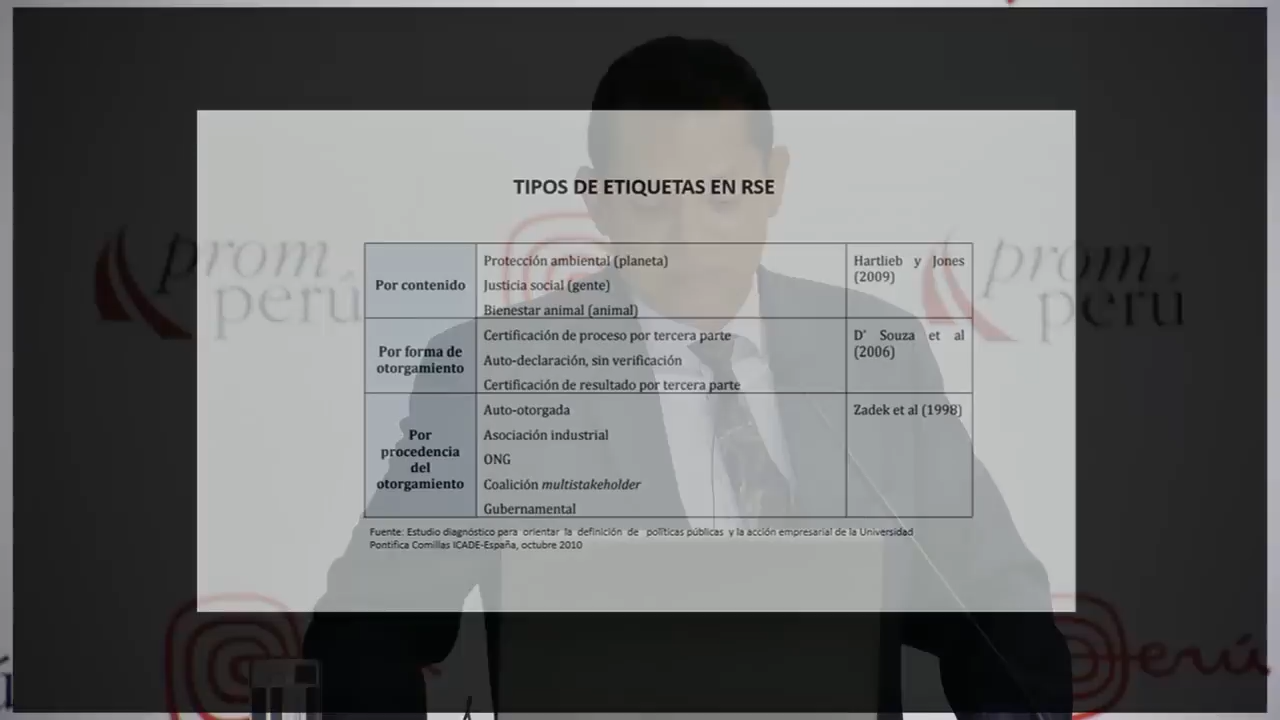 TIPOS DE ETIQUETAS EN RSE
Por contenido
Protección ambiental (planeta)
Justicia social (gente)
Bienestar animal (animal)
Hartlieb y Jones
(2009)
Por forma de
otorgamiento
Certificación de proceso por tercera parte
Auto-declaración, sin verificación
Certificación de resultado por tercera parte
D' Souza et al
(2006)
Por
procedencia
del
otorgamiento
Auto-otorgada
Asociación industrial
ONG
Coalición multistakeholder
Gubernamental
Zadek et al (1998)
Fuente: Estudio diagnóstico para orientar la definición de políticas públicas y la acción empresarial de la Universidad
Pontifica Comillas ICADE-España, octubre 2010
prom
perú
prom
perú
Perú